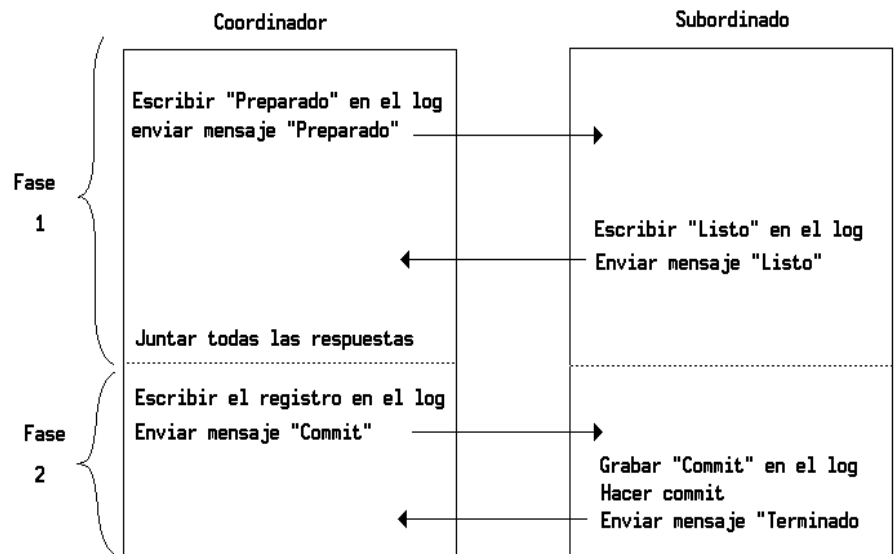 Coordinador
Subordinado
Escribir "Preparado" en el log
enviar mensaje "Preparado"
Fase
1
Escribir "Listo" en el log
Enviar mensaje "Listo"
Juntar todas las respuestas
Escribir el registro en el log
Enviar mensaje "Commit"
Fase
2
Grabar "Commit" en el log
Hacer commit
Enviar mensaje "Terminado